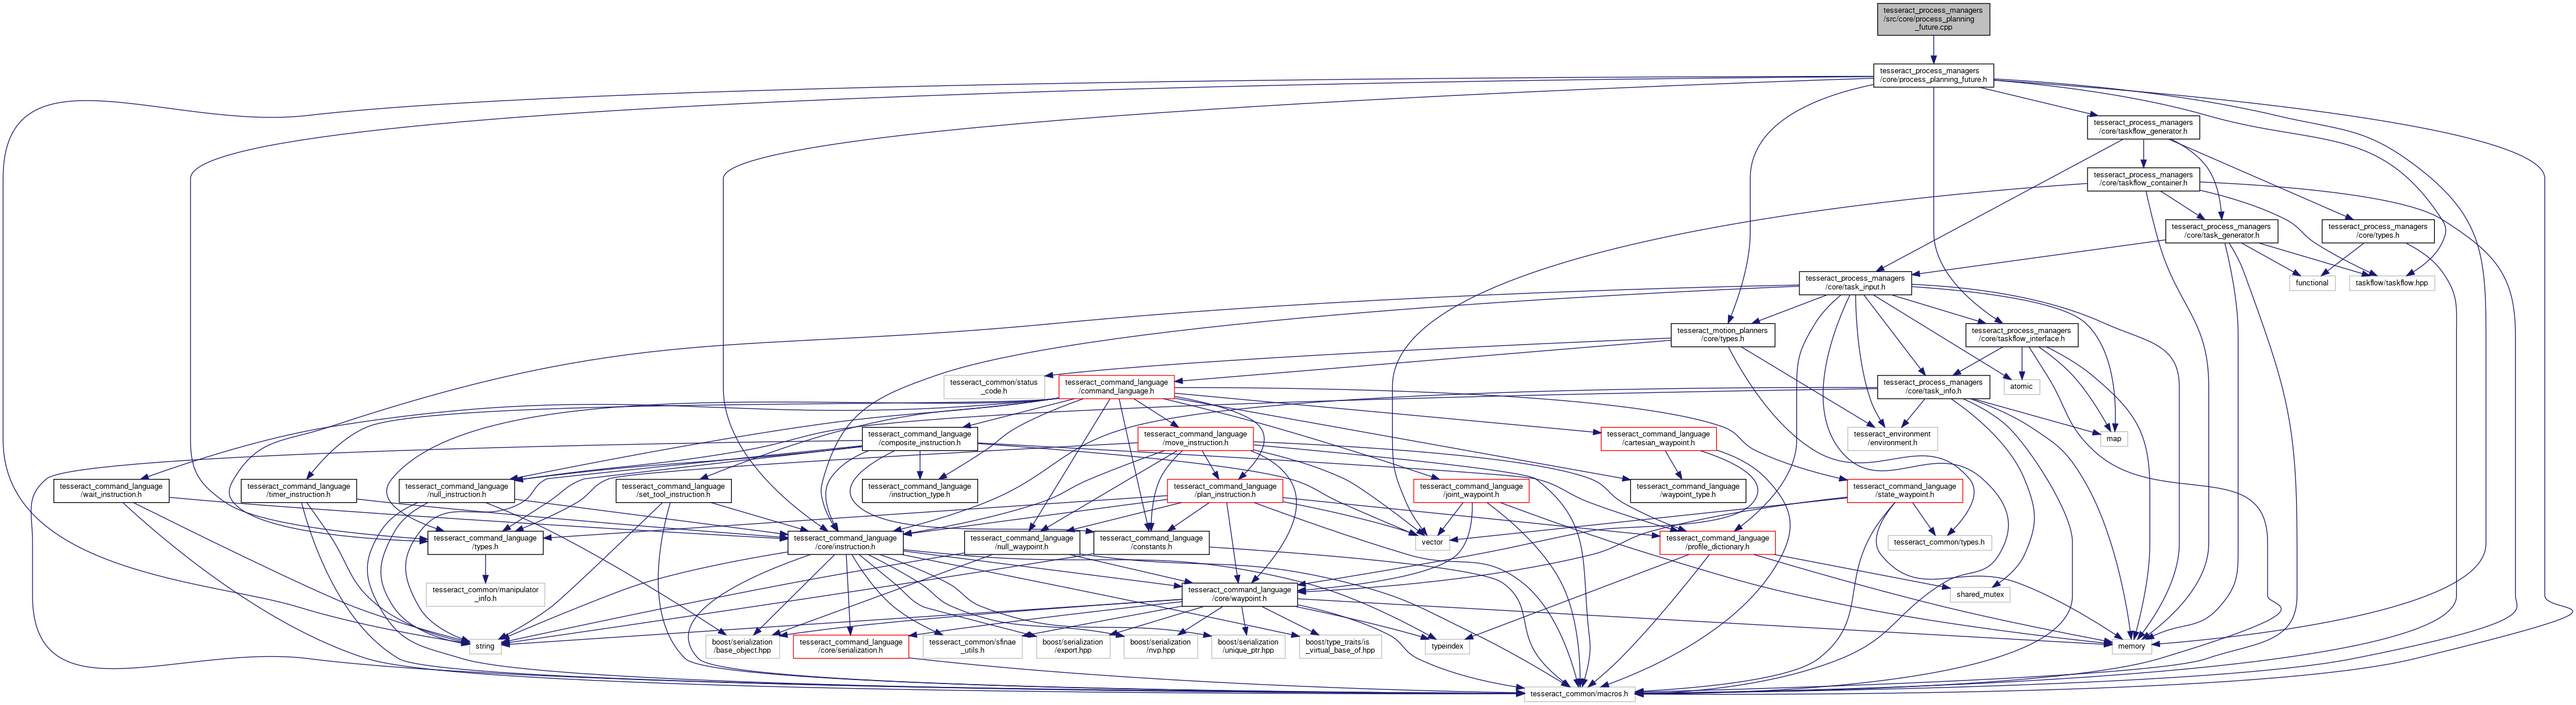 tesseract_process_managers
/src/core/process_planning
_future.cpp
tesseract_process_managers
/core/process_planning_future.h
tesseract_process_managers
/core/taskflow_generator.h
tesseract_process_managers
/core/taskflow_container.h
tesseract_process_managers
/core/task_generator.h
tesseract_process_managers
/core/types.h
tesseract_process_managers
/core/task_input.h
functional
taskflow/taskflow.hpp
tesseract_motion_planners
/core/types.h
tesseract_process_managers
/core/taskflow_interface.h
tesseract_common/status
_code.h
tesseract_command_language
/command_language.h
tesseract_process_managers
/core/task_info.h
atomic
tesseract_command_language
/composite_instruction.h
tesseract_command_language
/move_instruction.h
tesseract_command_language
/cartesian_waypoint.h
tesseract_environment
/environment.h
map
tesseract_command_language
/wait_instruction.h
tesseract_command_language
/timer_instruction.h
tesseract_command_language
/null_instruction.h
tesseract_command_language
/set_tool_instruction.h
tesseract_command_language
/instruction_type.h
tesseract_command_language
/plan_instruction.h
tesseract_command_language
/joint_waypoint.h
tesseract_command_language
/waypoint_type.h
tesseract_command_language
/state_waypoint.h
tesseract_command_language
/types.h
tesseract_command_language
/core/instruction.h
tesseract_command_language
/null_waypoint.h
tesseract_command_language
/constants.h
vector
tesseract_command_language
/profile_dictionary.h
tesseract_common/types.h
tesseract_common/manipulator
_info.h
tesseract_command_language
/core/waypoint.h
shared_mutex
string
boost/serialization
/base_object.hpp
tesseract_command_language
/core/serialization.h
tesseract_common/sfinae
_utils.h
boost/serialization
/export.hpp
boost/serialization
/nvp.hpp
boost/serialization
/unique_ptr.hpp
boost/type_traits/is
_virtual_base_of.hpp
typeindex
memory
tesseract_common/macros.h